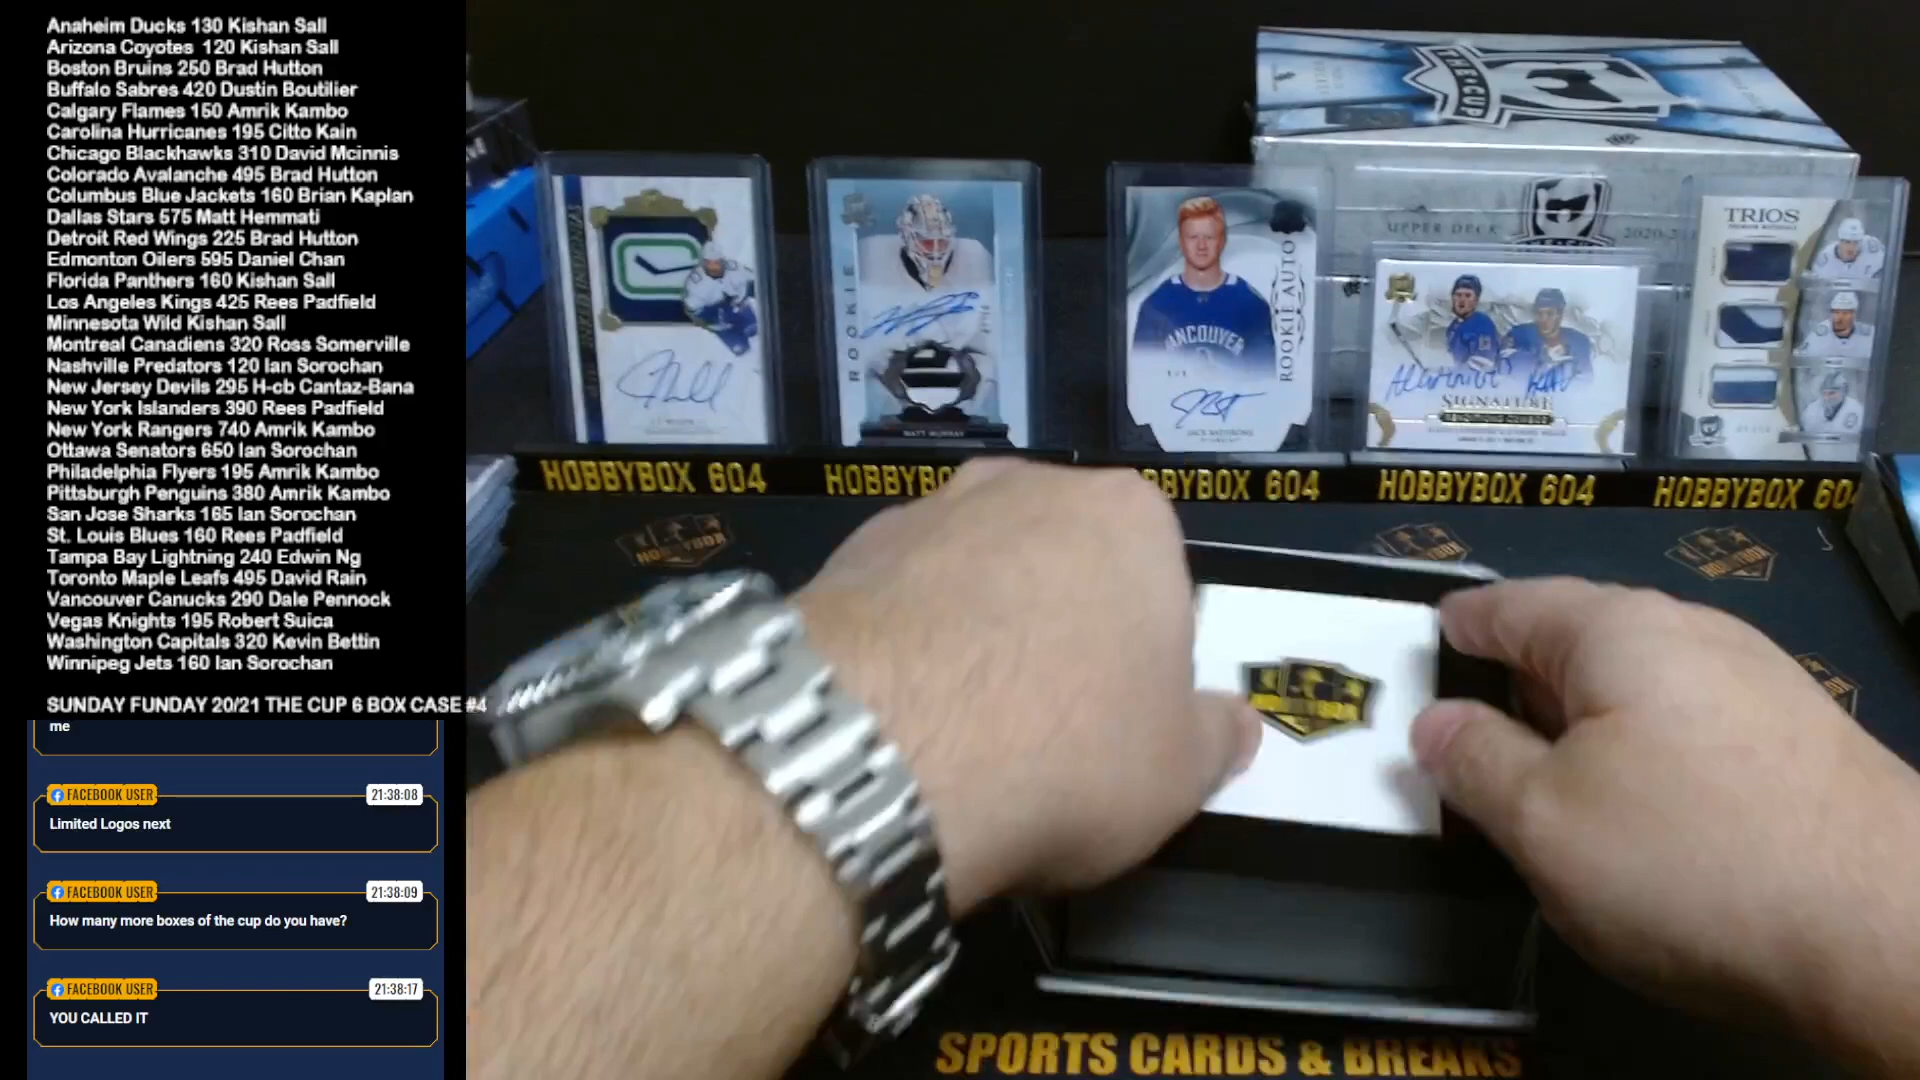 Anaheim Ducks 130 Kishan Sall
Arizona Coyotes 120 Kishan Sall
Boston Bruins 250 Brad Hutton
Buffalo Sabres 420 Dustin Boutilier
Calgary Flames 150 Amrik Kambo
Carolina Hurricanes 195 Citto Kain
Chicago Blackhawks 310 David Mcinnis
Colorado Avalanche 495 Brad Hutton
Columbus Blue Jackets 160 Brian Kaplan
Dallas Stars 575 Matt Hemmati
Detroit Red Wings 225 Brad Hutton
Edmonton Oilers 595 Daniel Chan
Florida Panthers 160 Kishan Sall
Los Angeles Kings 425 Rees Padfield
Minnesota Wild Kishan Sall
Montreal Canadiens 320 Ross Somerville
Nashville Predators 120 Ian Sorochan
New Jersey Devils 295 H-cb Cantaz-Bana
New York Islanders 390 Rees Padfield
New York Rangers 740 Amrik Kambo
Ottawa Senators 650 Ian Sorochan
Philadelphia Flyers 195 Amrik Kambo
Pittsburgh Penguins 380 Amrik Kambo
San Jose Sharks 165 Ian Sorochan
St. Louis Blues 160 Rees Padfield
Tampa Bay Lightning 240 Edwin Ng
Toronto Maple Leafs 495 David Rain
Vancouver Canucks 290 Dale Pennock
Vegas Knights 195 Robert Suica
Washington Capitals 320 Kevin Bettin
Winnipeg Jets 160 Ian Sorochan
SUNDAY FUNDAY 20/21 THE CUP 6 BOX CASE #4
me
FACEBOOK USER 21:38:08
Limited Logos next
FACEBOOK USER 21:38:09
How many more boxes of the cup do you have?
FACEBOOK USER 21:38:17
YOU CALLED IT
THE CUP
UPPER DECK
ROOKIE
MATT MURRAY
VANCOUVER
ROOKIE AUTO
SIGNATURE
TRIOS
HOBBYBOX 604
HOBBYBOX 604
HOBBYBOX 604
HOBBYBOX
SPORTS CARDS & BREAKS